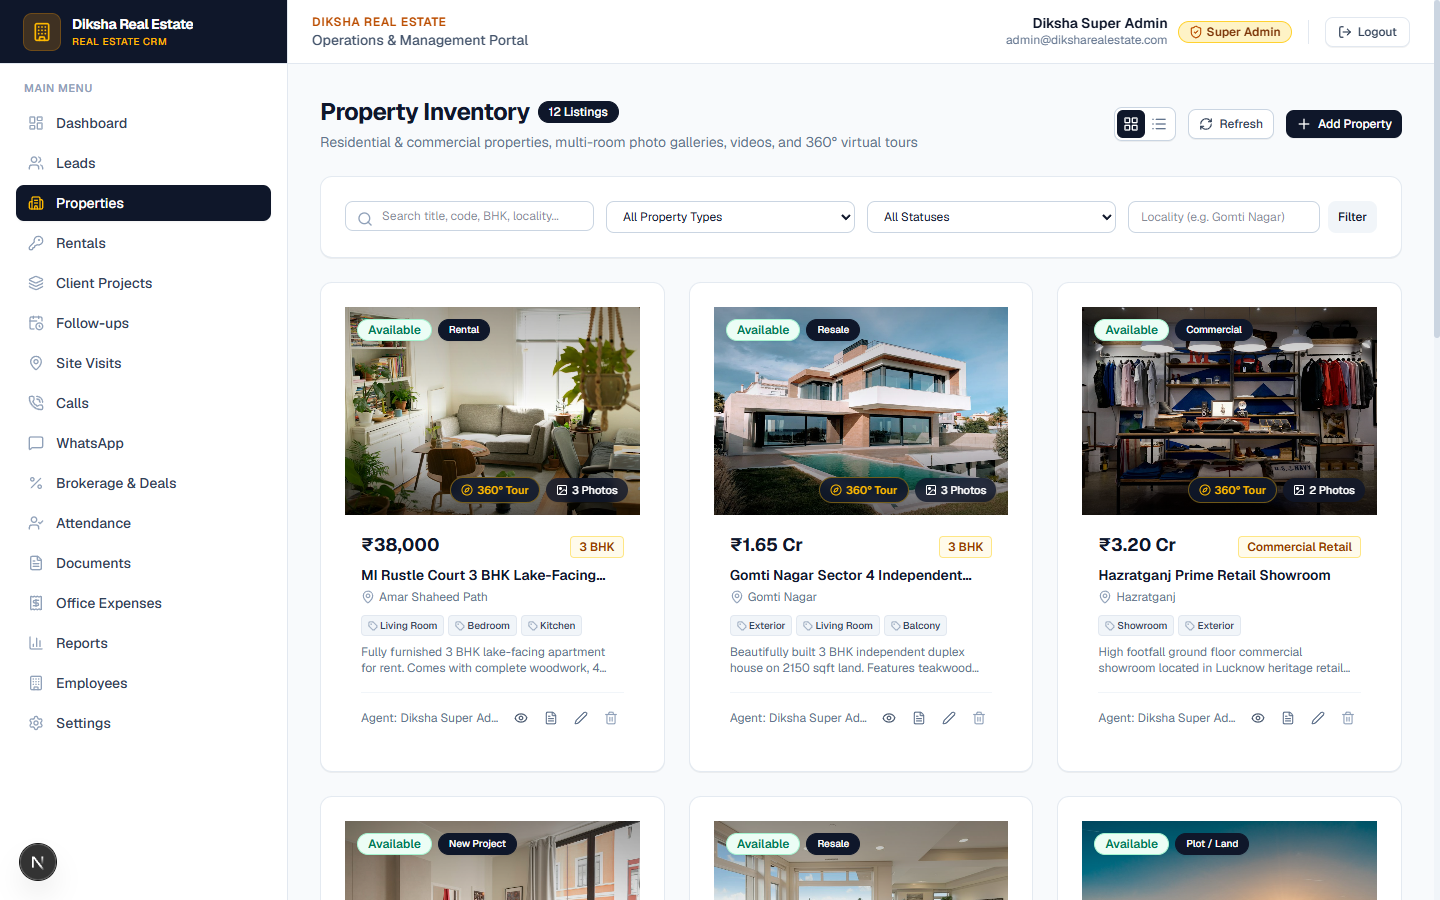 Diksha Real Estate
REAL ESTATE CRM
DIKSHA REAL ESTATE
Operations & Management Portal
Diksha Super Admin
admin@diksharealestate.com
Super Admin
Logout
MAIN MENU
Dashboard
Leads
Properties
Rentals
Client Projects
Follow-ups
Site Visits
Calls
WhatsApp
Brokerage & Deals
Attendance
Documents
Office Expenses
Reports
Employees
Settings
N
Property Inventory
12 Listings
Residential & commercial properties, multi-room photo galleries, videos, and 360° virtual tours
Refresh
Add Property
Search title, code, BHK, locality...
All Property Types
All Statuses
Locality (e.g. Gomti Nagar)
Filter
Available
Rental
360° Tour
3 Photos
₹38,000
3 BHK
MI Rustle Court 3 BHK Lake-Facing...
Amar Shaheed Path
Living Room
Bedroom
Kitchen
Fully furnished 3 BHK lake-facing apartment
for rent. Comes with complete woodwork, 4...
Agent: Diksha Super Ad...
Available
Resale
360° Tour
3 Photos
₹1.65 Cr
3 BHK
Gomti Nagar Sector 4 Independent...
Gomti Nagar
Exterior
Living Room
Balcony
Beautifully built 3 BHK independent duplex
house on 2150 sqft land. Features teakwood...
Agent: Diksha Super Ad...
Available
Commercial
360° Tour
2 Photos
₹3.20 Cr
Commercial Retail
Hazratganj Prime Retail Showroom
Hazratganj
Showroom
Exterior
High footfall ground floor commercial
showroom located in Lucknow heritage retail...
Agent: Diksha Super Ad...
Available
New Project
Available
Resale
Available
Plot / Land